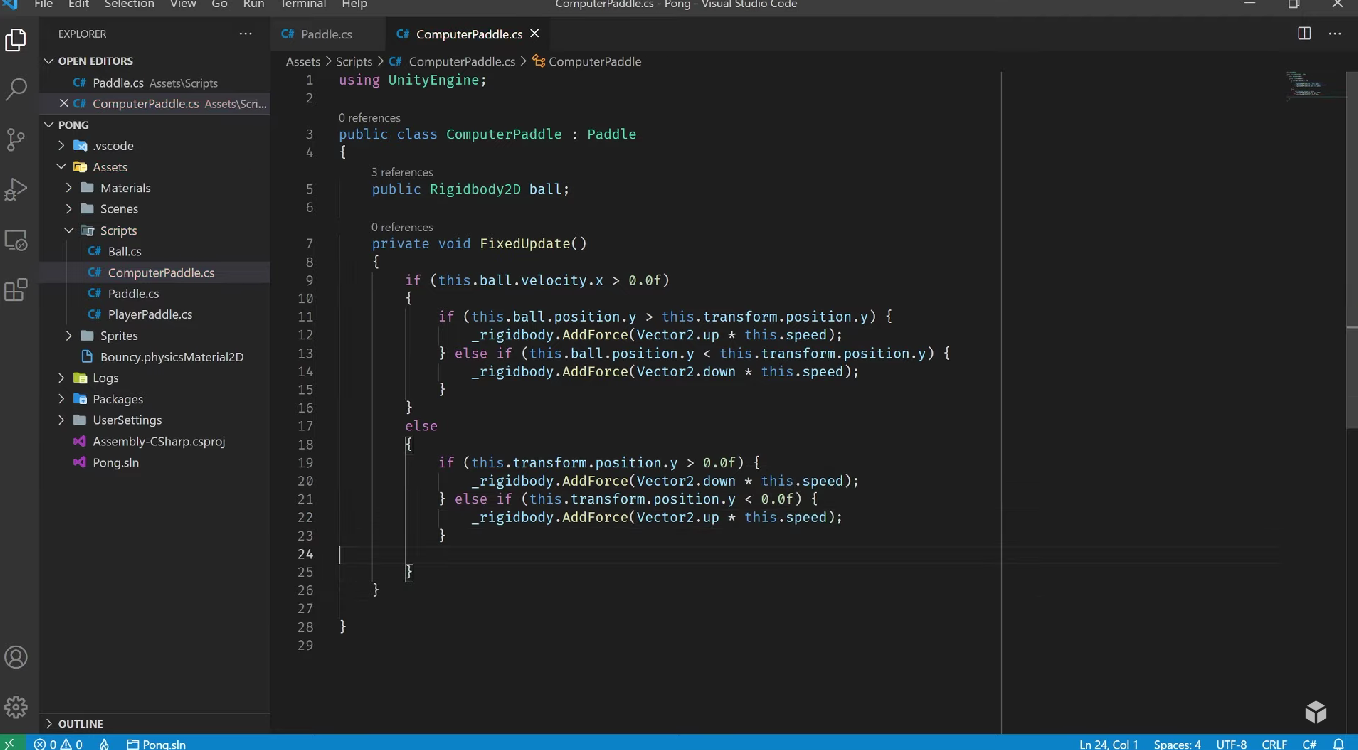 File Edit Selection View Go Run Terminal Help ComputerPaddle.cs - Pong - Visual Studio Code
EXPLORER
OPEN EDITORS
C# Paddle.cs Assets\Scripts
C# ComputerPaddle.cs Assets\Scri...
PONG
.vscode
Assets
Materials
Scenes
Scripts
C# Ball.cs
C# ComputerPaddle.cs
C# Paddle.cs
C# PlayerPaddle.cs
Sprites
Bouncy.physicsMaterial2D
Logs
Packages
UserSettings
Assembly-CSharp.csproj
Pong.sln
OUTLINE
C# Paddle.cs C# ComputerPaddle.cs
Assets > Scripts > C# ComputerPaddle.cs > ComputerPaddle
1 using UnityEngine;
2
0 references
3 public class ComputerPaddle : Paddle
4 {
3 references
5 public Rigidbody2D ball;
6
0 references
7 private void FixedUpdate()
8 {
9 if (this.ball.velocity.x > 0.0f)
10 {
11 if (this.ball.position.y > this.transform.position.y) {
12 _rigidbody.AddForce(Vector2.up * this.speed);
13 } else if (this.ball.position.y < this.transform.position.y) {
14 _rigidbody.AddForce(Vector2.down * this.speed);
15 }
16 }
17 else
18 {
19 if (this.transform.position.y > 0.0f) {
20 _rigidbody.AddForce(Vector2.down * this.speed);
21 } else if (this.transform.position.y < 0.0f) {
22 _rigidbody.AddForce(Vector2.up * this.speed);
23 }
24
25 }
26 }
27
28 }
29
0 0 Pong.sln Ln 24, Col 1 Spaces: 4 UTF-8 CRLF C#